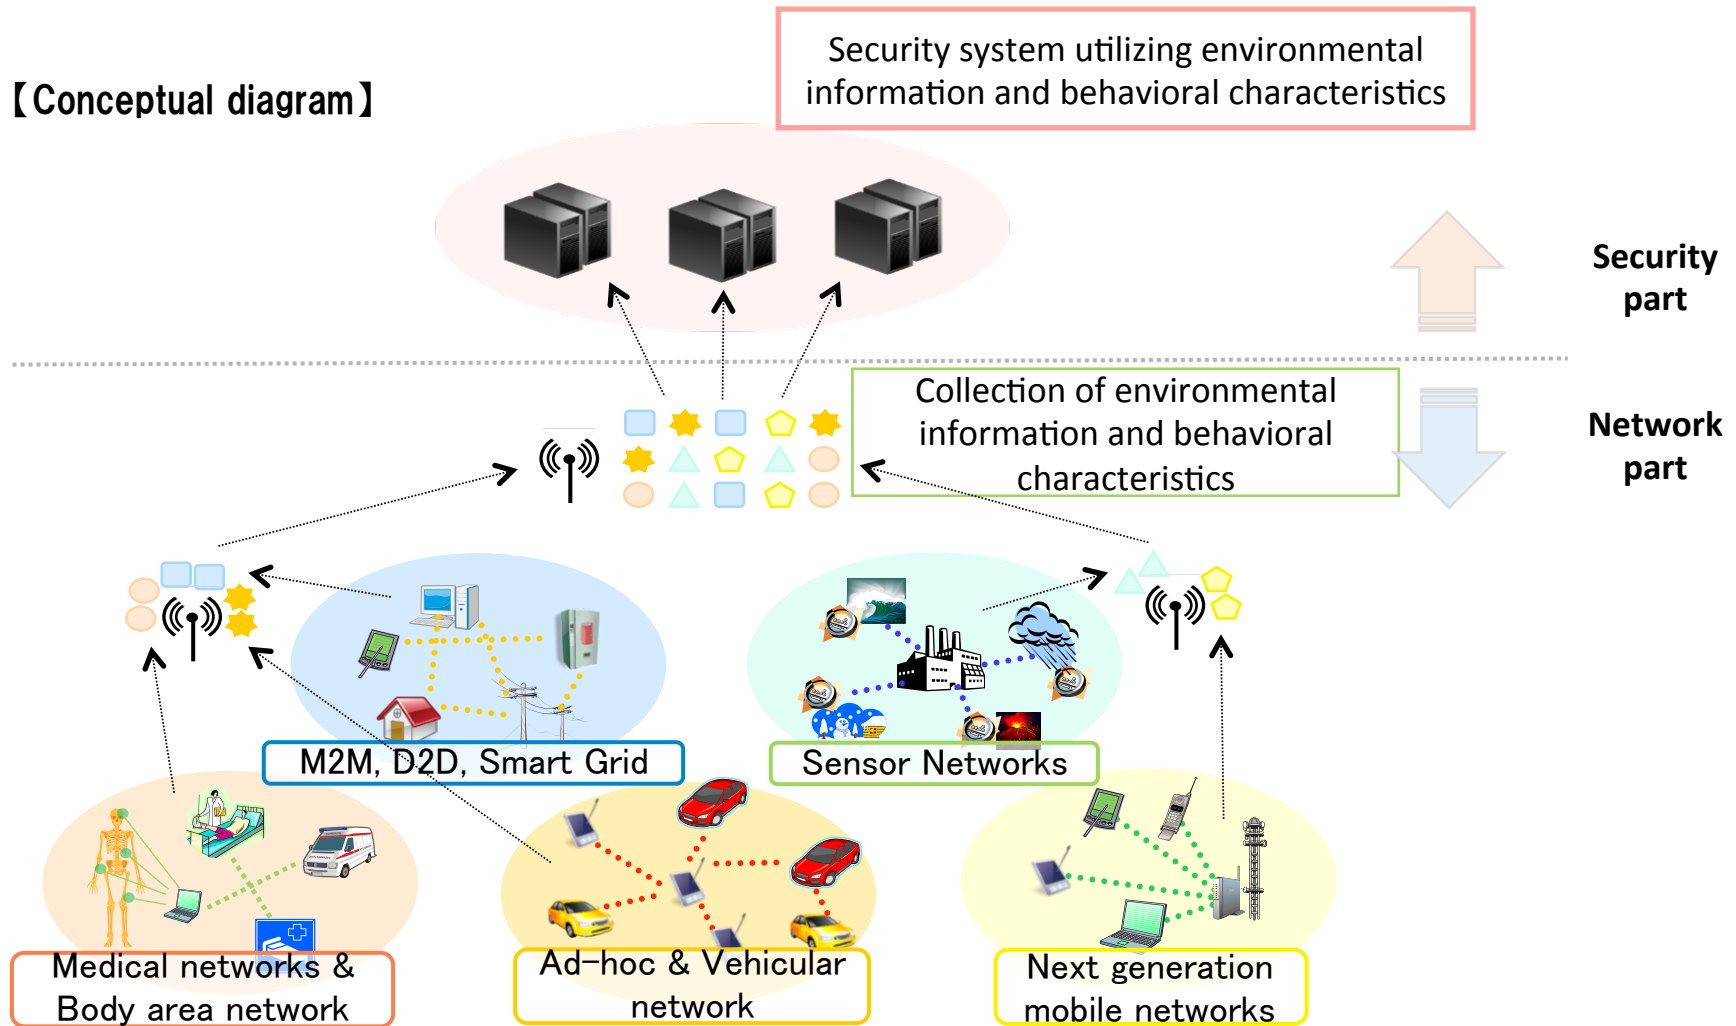 Security system utilizing environmental
information and behavioral characteristics
【Conceptual diagram】
Security
part
Collection of environmental
information and behavioral
characteristics
Network
part
M2M, D2D, Smart Grid
Sensor Networks
Medical networks &
Body area network
Ad-hoc & Vehicular
network
Next generation
mobile networks